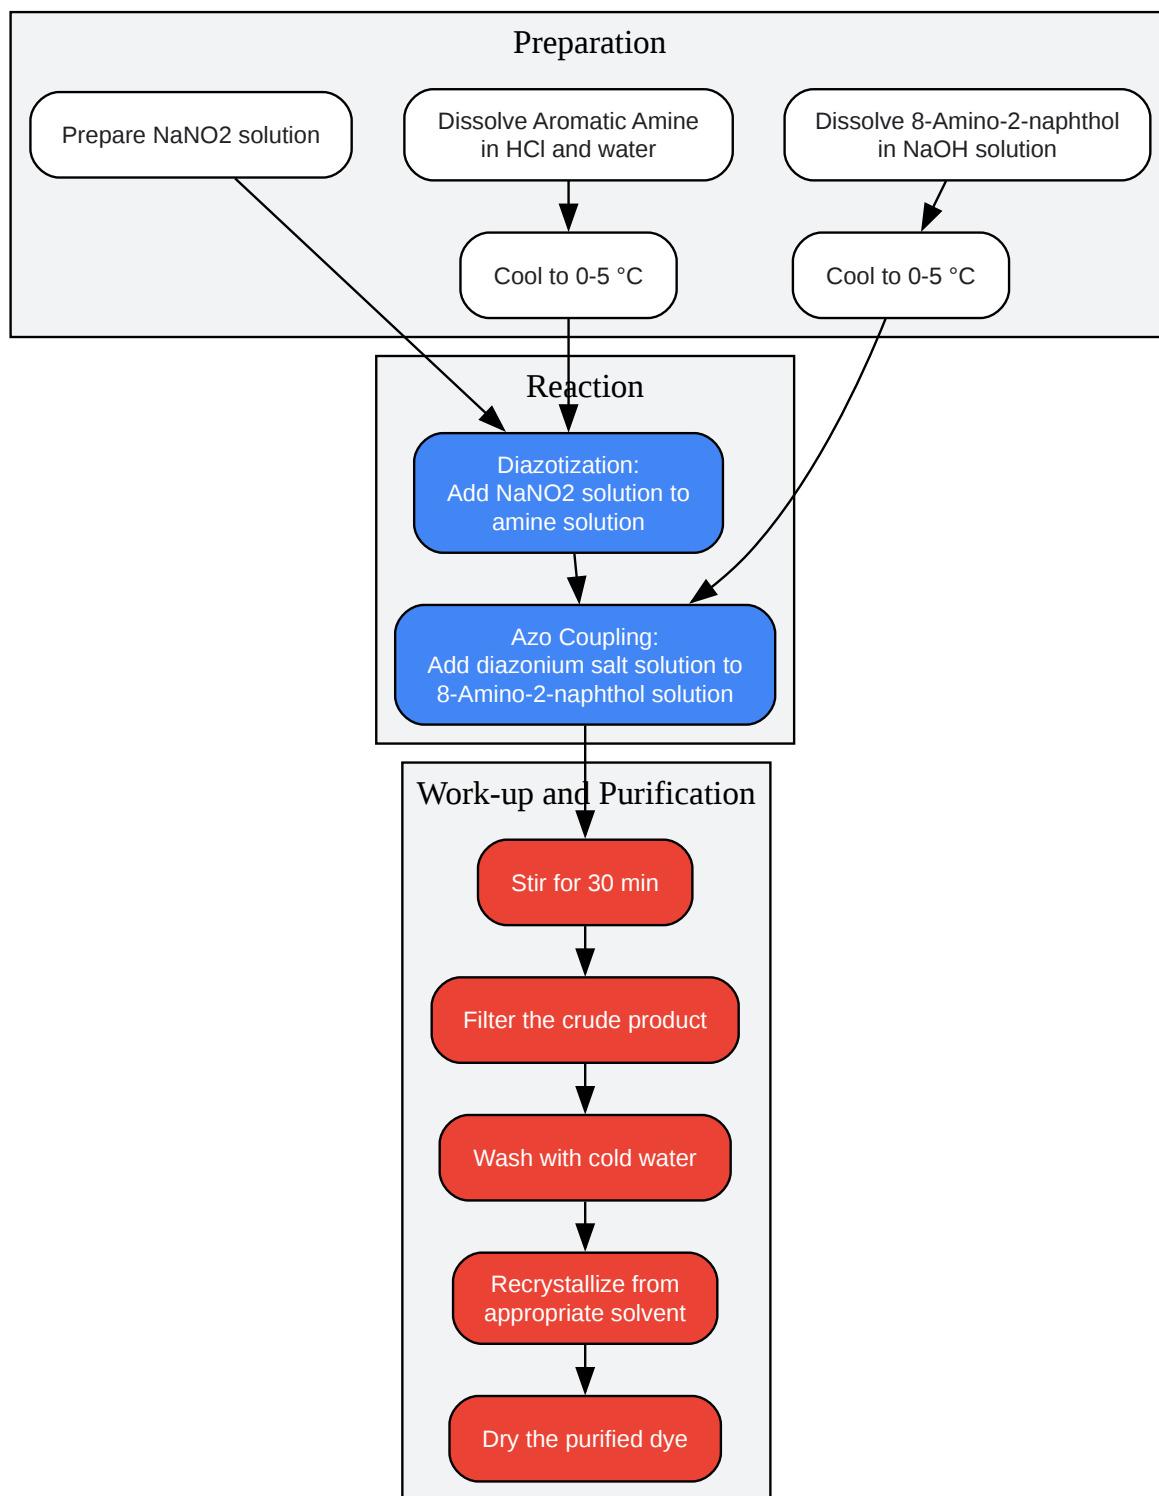 Preparation
Prepare NaNO2 solution
Dissolve Aromatic Amine
in HCl and water
Dissolve 8-Amino-2-naphthol
in NaOH solution
Cool to 0-5 °C
Cool to 0-5 °C
Reaction
Diazotization:
Add NaNO2 solution to
amine solution
Azo Coupling:
Add diazonium salt solution to
8-Amino-2-naphthol solution
Work-up and Purification
Stir for 30 min
Filter the crude product
Wash with cold water
Recrystallize from
appropriate solvent
Dry the purified dye